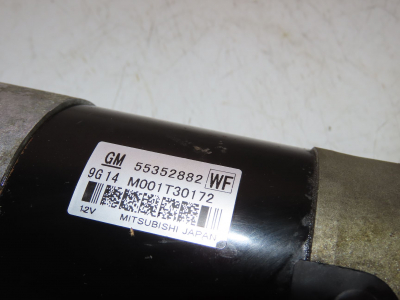 GM 55352882 WF
9G14 M001T30172
12V MITSUBISHI JAPAN